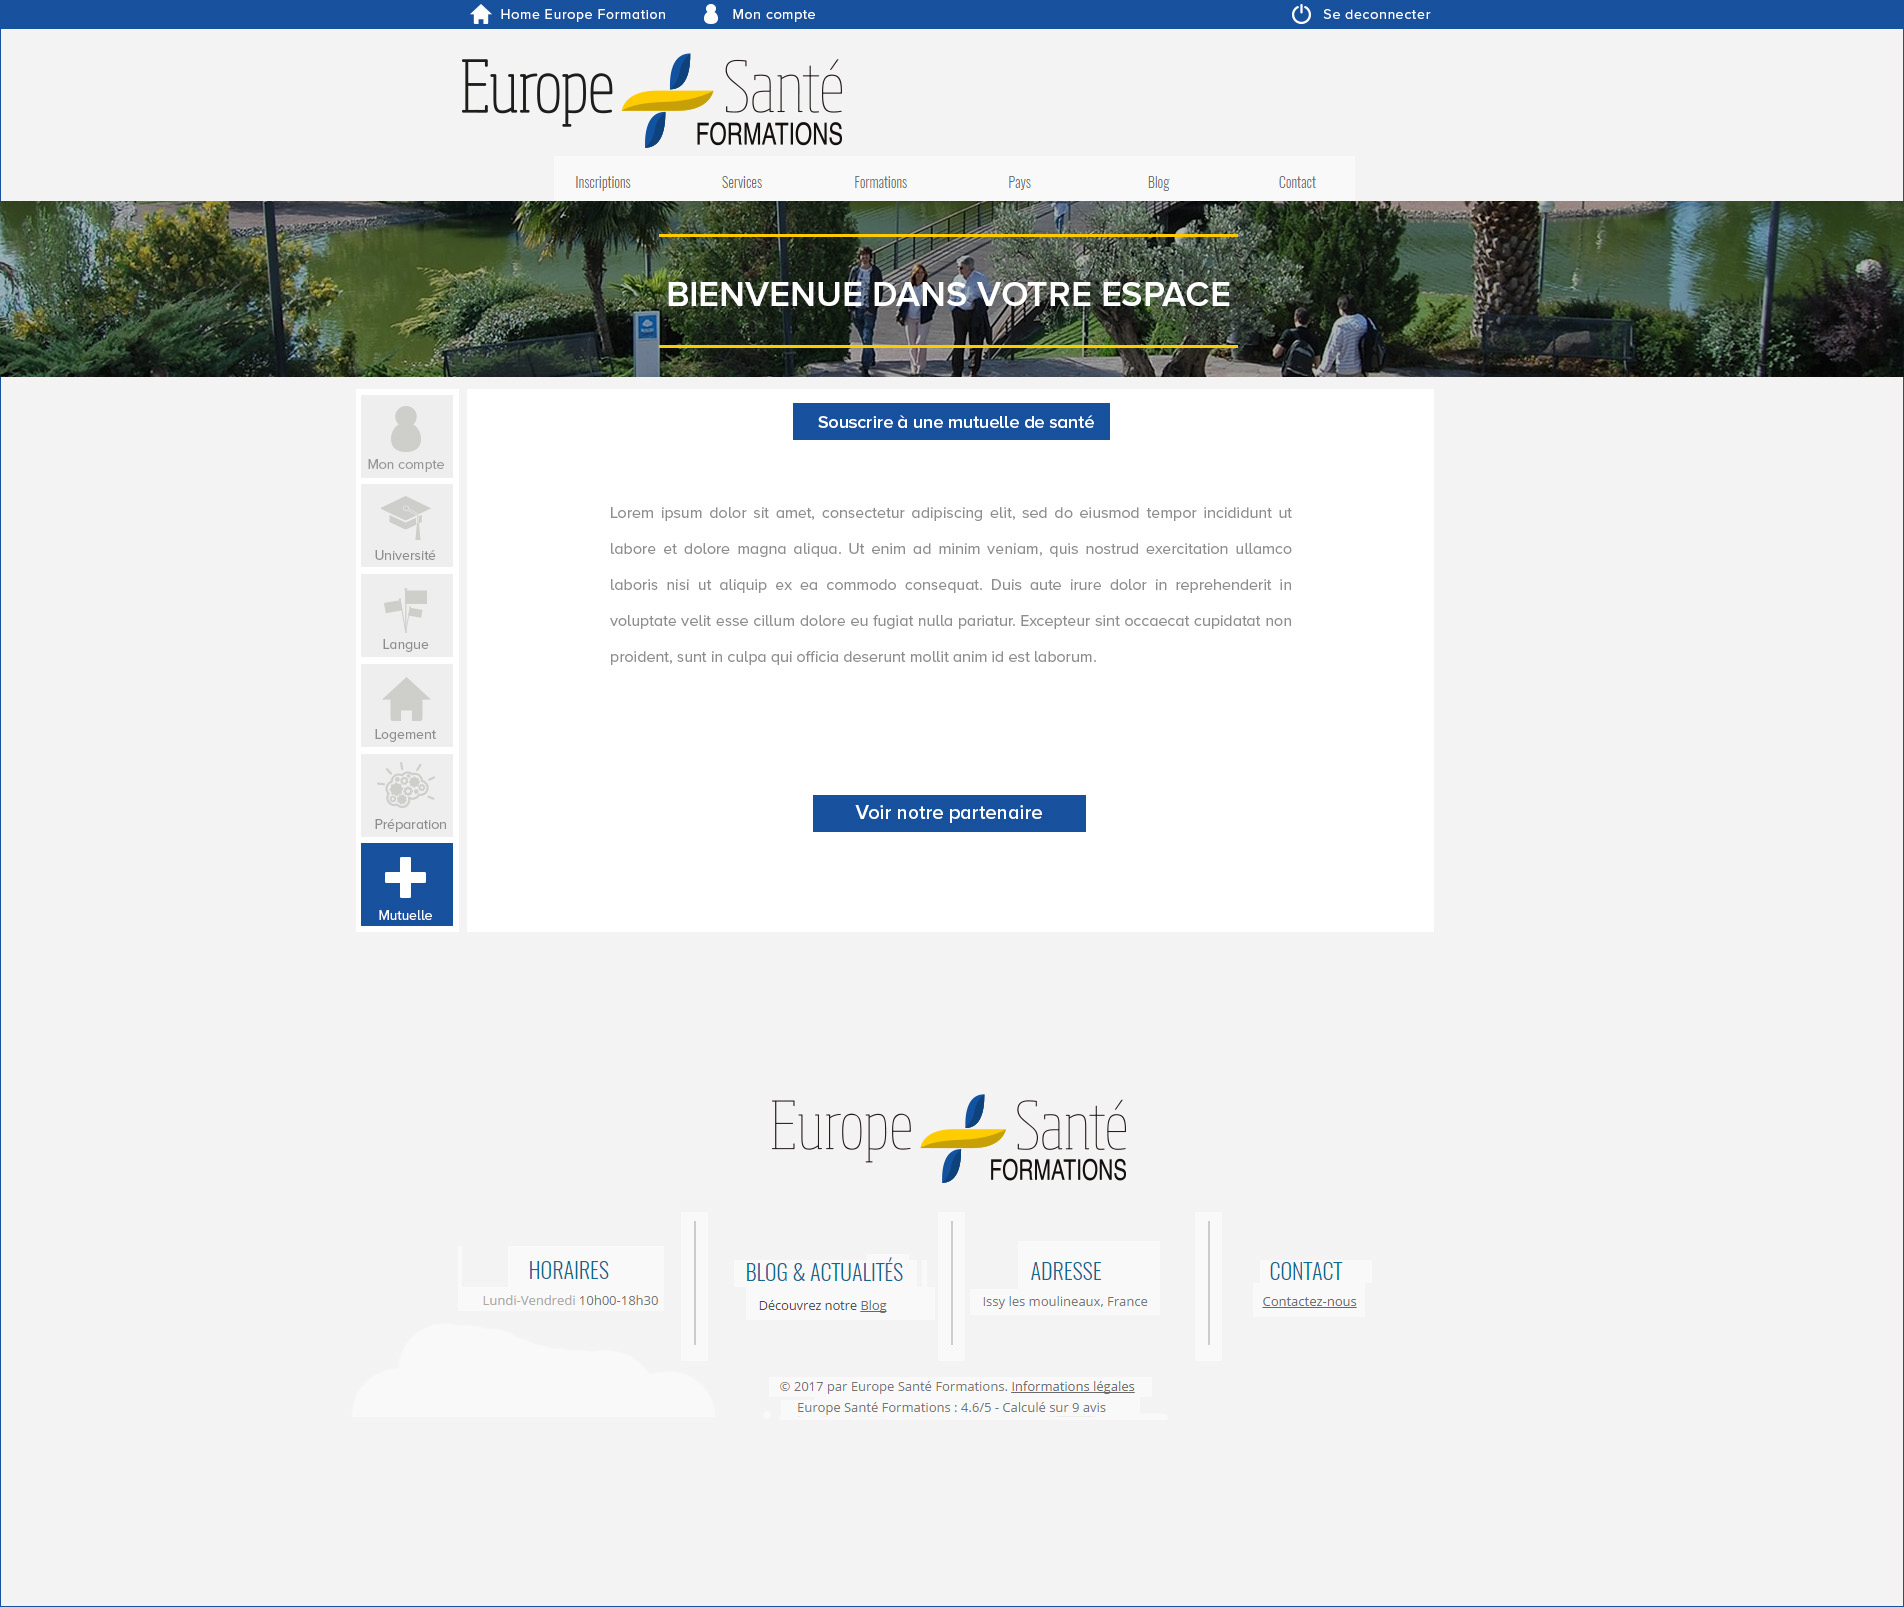 Home Europe Formation
Mon compte
Se deconnecter
Europe Santé
FORMATIONS
Inscriptions
Services
Formations
Pays
Blog
Contact
BIENVENUE DANS VOTRE ESPACE
Mon compte
Université
Langue
Logement
Préparation
Mutuelle
Souscrire à une mutuelle de santé
Lorem ipsum dolor sit amet, consectetur adipiscing elit, sed do eiusmod tempor incididunt ut
labore et dolore magna aliqua. Ut enim ad minim veniam, quis nostrud exercitation ullamco
laboris nisi ut aliquip ex ea commodo consequat. Duis aute irure dolor in reprehenderit in
voluptate velit esse cillum dolore eu fugiat nulla pariatur. Excepteur sint occaecat cupidatat non
proident, sunt in culpa qui officia deserunt mollit anim id est laborum.
Voir notre partenaire
Europe Santé
FORMATIONS
HORAIRES
Lundi-Vendredi 10h00-18h30
BLOG & ACTUALITÉS
Découvrez notre Blog
ADRESSE
Issy les moulineaux, France
CONTACT
Contactez-nous
© 2017 par Europe Santé Formations. Informations légales
Europe Santé Formations : 4.6/5 - Calculé sur 9 avis